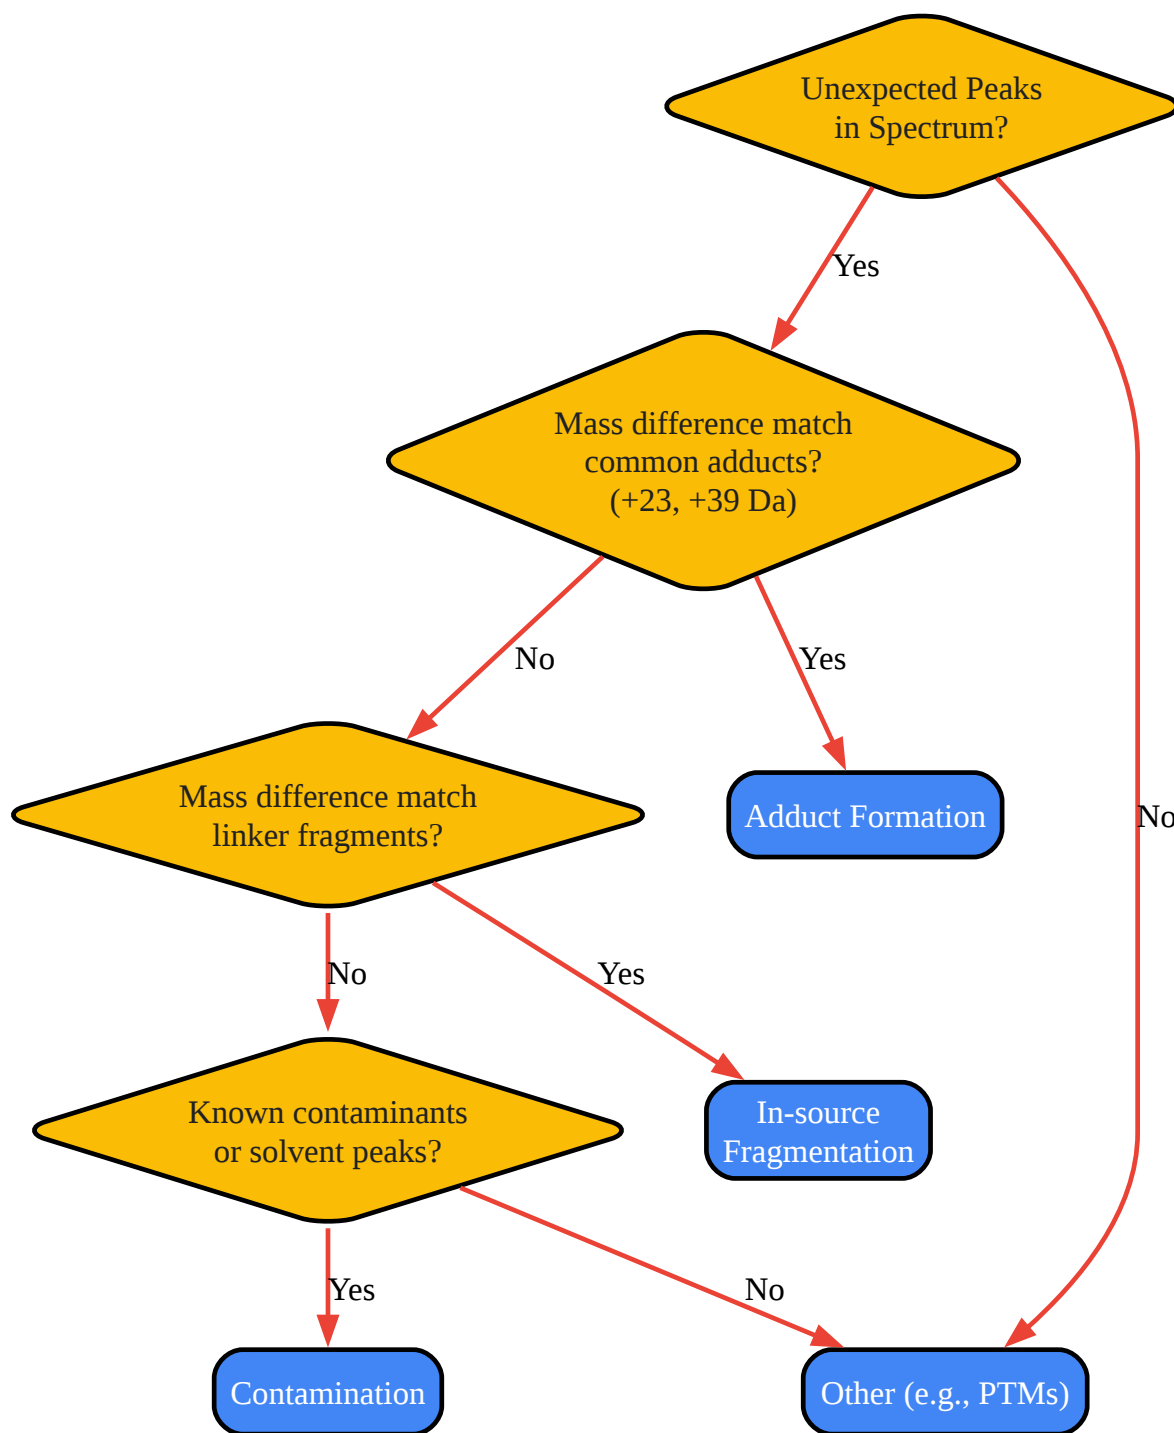 Unexpected Peaks
in Spectrum?
Yes
Mass difference match
common adducts?
(+23, +39 Da)
No
Yes
Mass difference match
linker fragments?
Adduct Formation
No
No
Yes
Known contaminants
or solvent peaks?
In-source
Fragmentation
Yes
No
Contamination
Other (e.g., PTMs)